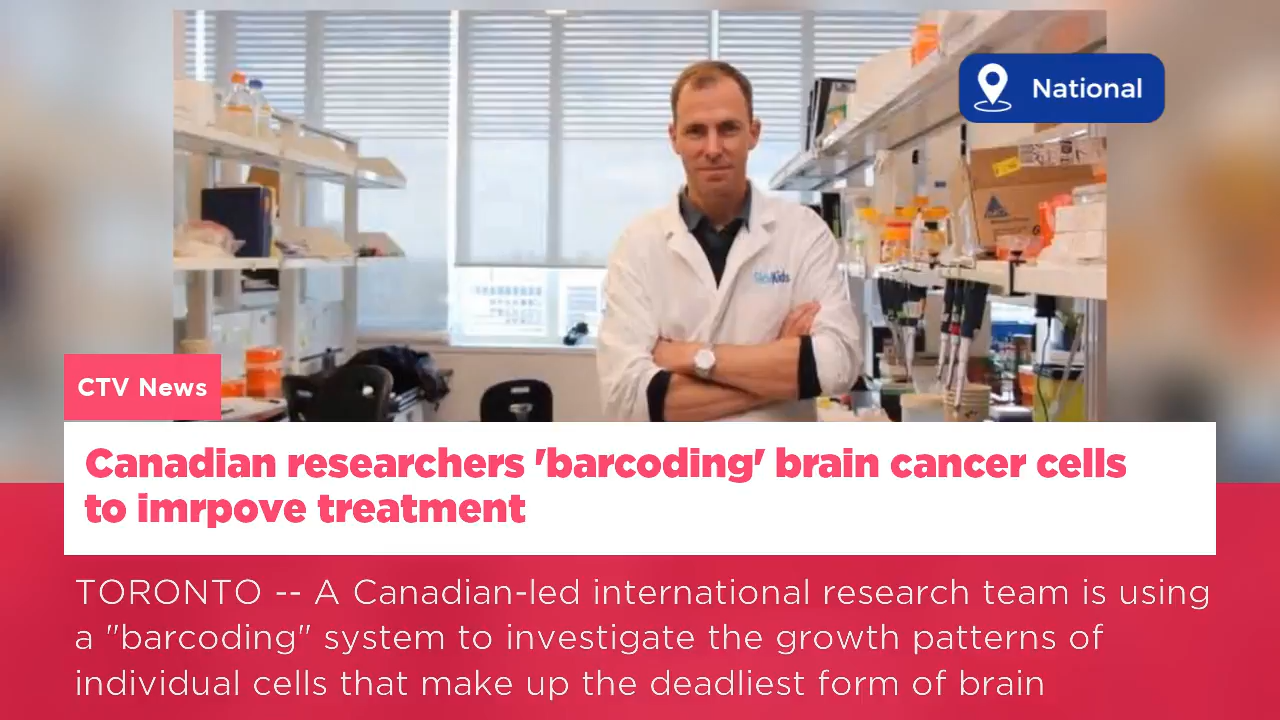 National
SickKids
CTV News
Canadian researchers 'barcoding' brain cancer cells
to imrpove treatment
TORONTO -- A Canadian-led international research team is using
a "barcoding" system to investigate the growth patterns of
individual cells that make up the deadliest form of brain